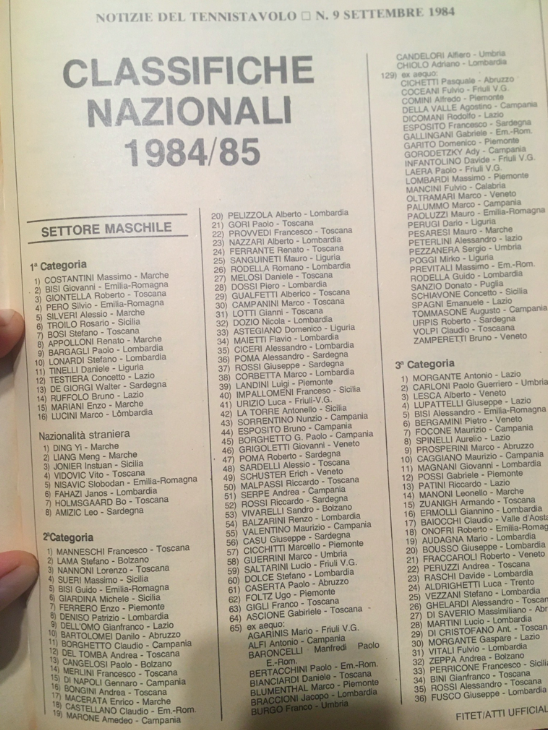 NOTIZIE DEL TENNISTAVOLO □ N. 9 SETTEMBRE 1984
CLASSIFICHE
NAZIONALI
1984/85
SETTORE MASCHILE
1ª Categoria
1) COSTANTINI Massimo - Marche
2) BISI Giovanni - Emilia-Romagna
3) GIONTELLA Roberto - Toscana
4) PERO Silvio - Emilia-Romagna
5) SILVERI Alessio - Marche
6) TROILO Rosario - Sicilia
7) BOSI Stefano - Toscana
8) APPOLLONI Renato - Marche
9) BARGAGLI Paolo - Lombardia
10) LONARDI Stefano - Lombardia
11) TINELLI Daniele - Liguria
12) TESTIERA Concetto - Lazio
13) DE GIORGI Walter - Sardegna
14) RUFFOLO Bruno - Lazio
15) MARIANI Enzo - Marche
16) LUCINI Marco - Lombardia
Nazionalità straniera
1) DING YI - Marche
2) LIANG Meng - Marche
3) JONIER Instuan - Sicilia
4) VIDOVIC Vito - Toscana
5) NISAVIC Slobodan - Emilia-Romagna
6) FAHAZI Janos - Lombardia
7) HOLMSGAARD Bo - Toscana
8) AMIZIC Leo - Sardegna
2ª Categoria
1) MANNESCHI Francesco - Toscana
2) LAMA Stefano - Bolzano
3) NANNONI Lorenzo - Toscana
4) SUERI Massimo - Sicilia
5) BISI Guido - Emilia-Romagna
6) GIARDINA Michele - Sicilia
7) FERRERO Enzo - Piemonte
8) DENISO Patrizio - Lombardia
9) DELLOMO Gianfranco - Lazio
10) BARTOLOMEI Danilo - Abruzzo
11) BORGHETTO Claudio - Campania
12) DEL TOMBA Andrea - Toscana
13) CANGELOSI Paolo - Bolzano
14) MERLINI Francesco - Toscana
15) DI NAPOLI Gennaro - Campania
16) BONGINI Andrea - Toscana
17) MACERATA Enrico - Marche
18) CASTELLANO Claudio - Em.-Rom.
19) MARONE Amedeo - Campania
20) PELIZZOLA Alberto - Lombardia
21) GORI Paolo - Toscana
22) PROVVEDI Francesco - Toscana
23) NAZZARI Alberto - Lombardia
24) FERRANTE Renato - Toscana
25) SANGUINETI Mauro - Liguria
26) RODELLA Romano - Lombardia
27) MELOSI Daniele - Toscana
28) DOSSI Piero - Lombardia
29) GUALFETTI Alberico - Toscana
30) CAMPANINI Marco - Toscana
31) LOTTI Gianni - Toscana
32) DOZIO Nicola - Lombardia
33) ASTEGIANO Domenico - Liguria
34) MAIETTI Flavio - Lombardia
35) CICERI Alessandro - Lombardia
36) POMA Alessandro - Sardegna
37) ROSSI Giuseppe - Sardegna
38) CORBETTA Marco - Lombardia
39) LANDINI Luigi - Piemonte
40) IMPALLOMENI Franceso - Sicilia
41) URIZIO Luca - Friuli-V.G.
42) LA TORRE Antonello - Sicilia
43) SORRENTINO Nunzio - Campania
44) ESPOSITO Bruno - Campania
45) BORGHETTO G. Paolo - Campania
46) GRIGOLETTI Giovanni - Veneto
47) POMA Roberto - Sardegna
48) SARDELLI Alessio - Toscana
49) SCHUSTER Erich - Veneto
50) MALPASSI Riccardo - Toscana
51) SERPE Andrea - Campania
52) ROSSI Riccardo - Sardegna
53) VIVARELLI Sandro - Bolzano
54) BALZARINI Renzo - Lombardia
55) VALENTINO Maurizio - Campania
56) CASU Giuseppe - Sardegna
57) CICCHITTI Marcello - Piemonte
58) GUERRINI Marco - Umbria
59) SALTARINI Lucio - Friuli V.G.
60) DOLCE Stefano - Lombardia
61) CASERTA Paolo - Abruzzo
62) FOLTZ Ugo - Piemonte
63) GIGLI Franco - Toscana
64) ASCIONE Gabriele - Toscana
65) ex aequo:
AGARINIS Mario - Friuli V.G.
ALFI Antonio - Campania
BARONCELLI Manfredi Paolo
E.-Rom.
BERTACCHINI Paolo - Em.-Rom.
BIANCIARDI Daniele - Toscana
BLUMENTHAL Marco - Piemonte
BRACCIONI Jacopo - Lombardia
BURGO Franco - Umbria
CANDELORI Alfiero - Umbria
CHIOLO Adriano - Lombardia
129) ex aequo:
CICHETTI Pasquale - Abruzzo
COCEANI Fulvio - Friuli V.G.
COMINI Alfredo - Piemonte
DELLA VALLE Agostino - Campania
DICOMANI Rodolfo - Lazio
ESPOSITO Francesco - Sardegna
GALLINGANI Gabriele - Em.-Rom.
GARITO Domenico - Piemonte
GORODETZKY Ady - Campania
INFANTOLINO Davide - Friuli V.G.
LAERA Paolo - Friuli V.G.
LOMBARDI Massimo - Piemonte
MANCINI Fulvio - Calabria
OLTRAMARI Marco - Veneto
PALUMMO Marco - Campania
PAOLUZZI Mauro - Emilia-Romagna
PERUGI Dario - Liguria
PESARESI Mauro - Marche
PETERLINI Alessandro - lazio
PEZZANERA Sergio - Umbria
POGGI Mirko - Liguria
PREVITALI Massimo - Em.-Rom.
RODELLA Guido - Lombardia
SANZIO Donato - Puglia
SCHIAVONE Concetto - Sicilia
SPAGNI Emanuele - Lazio
TOMMASONE Augusto - Campania
URPIS Roberto - Sardegna
VOLPI Claudio - Toscaana
ZAMPERETTI Bruno - Veneto
3ª Categoria
1) MORGANTE Antonio - Lazio
2) CARLONI Paolo Guerriero - Umbria
3) LESCA Alberto - Veneto
4) LUPATTELLI Giuseppe - Lazio
5) BISI Alessandro - Emilia-Romagna
6) BERGAMINI Pietro - Veneto
7) FOCONE Maurizio - Campania
8) SPINELLI Aurelio - Lazio
9) PROSPERINI Marco - Abruzzo
10) CAGGIANO Maurizio - Campania
11) MAGNANI Giovanni - Lombardia
12) POSSI Gabriele - Piemonte
13) PATINI Riccardo - Lazio
14) MANONI Leonello - Marche
15) ZUANIGH Armando - Toscana
16) ERMOLLI Giannino - Lombardia
17) BAIOCCHI Claudio - Valle d'Aosta
18) ONOFRI Roberto - Emilia-Romagna
19) AUDAGNA Mario - Lombardia
20) BOUSSO Giuseppe - Lombardia
21) FRACCAROLI Roberto - Veneto
22) PERUZZI Andrea - Toscana
23) RASCHI Davide - Lombardia
24) ALDRIGHETTI Luca - Trento
25) VEZZANI Stefano - Lombardia
26) GHELARDI Alessandro - Toscana
27) DI SAVERIO Massimiliano - Abr
28) MARTINI Lucio - Lombardia
29) DI CRISTOFANO Ant. - Toscana
30) MORGANTE Gaspare - Lazio
31) VITALI Fulvio - Lombardia
32) ZEPPA Andrea - Bolzano
33) PERRICONE Francesco - Sicilia
34) BINI Gianfranco - Toscana
35) ROSSI Alessandro - Toscana
36) FUSCO Giuseppe - Lombardia
FITET/ATTI UFFICIAL